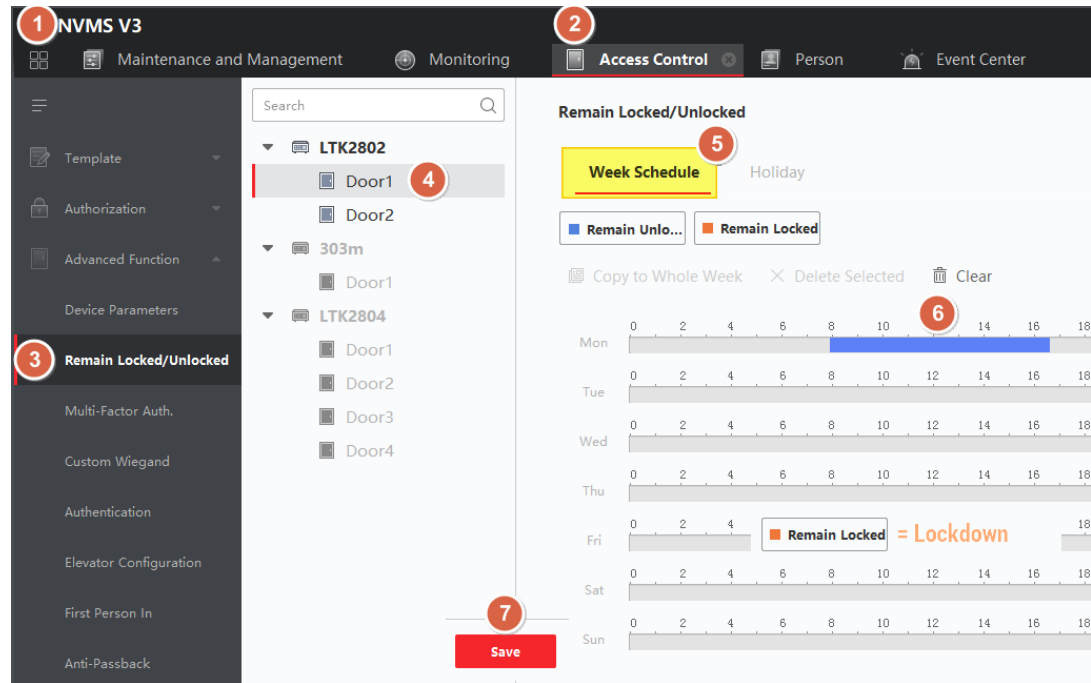 1 NVMS V3
2
Maintenance and Management
Monitoring
Access Control
Person
Event Center
Template
Authorization
Advanced Function
Device Parameters
3 Remain Locked/Unlocked
Multi-Factor Auth.
Custom Wiegand
Authentication
Elevator Configuration
First Person In
Anti-Passback
Search
LTK2802
Door1 4
Door2
303m
Door1
LTK2804
Door1
Door2
Door3
Door4
7
Save
Remain Locked/Unlocked
5
Week Schedule Holiday
Remain Unlo... Remain Locked
Copy to Whole Week Delete Selected Clear
6
0 2 4 6 8 10 14 16 18
Mon
0 2 4 6 8 10 12 14 16 18
Tue
0 2 4 6 8 10 12 14 16 18
Wed
0 2 4 6 8 10 12 14 16 18
Thu
0 2 4 18
Fri Remain Locked = Lockdown
0 2 4 6 8 10 12 14 16 18
Sat
0 2 4 6 8 10 12 14 16 18
Sun